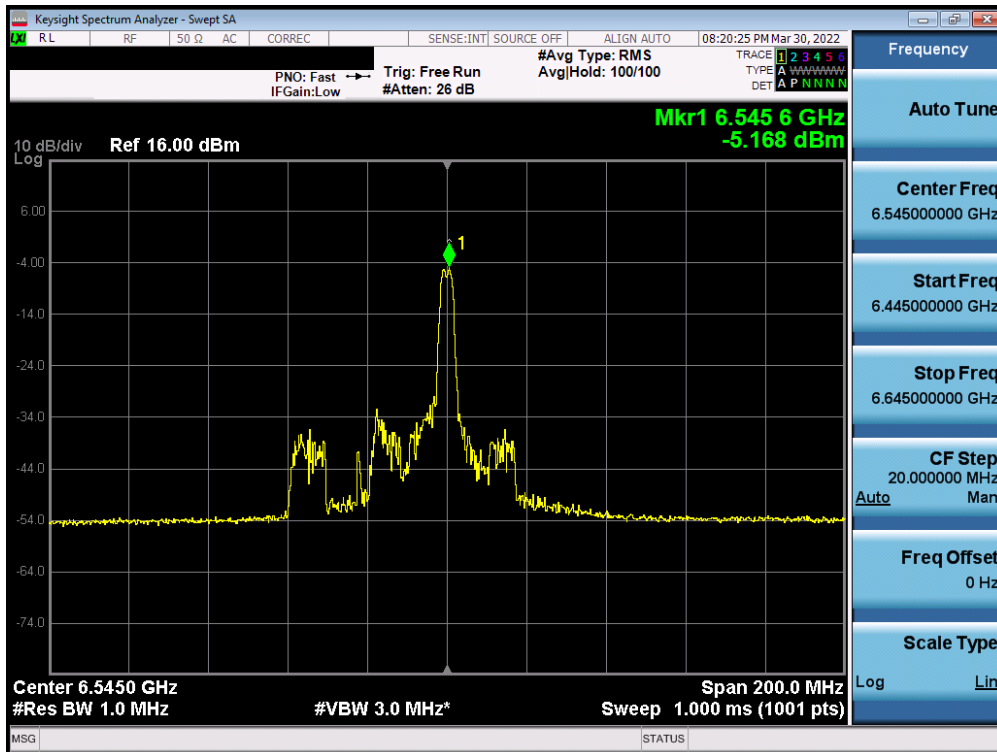 Keysight Spectrum Analyzer - Swept SA
LXI RL RF 50 Ω AC CORREC SENSE:INT SOURCE OFF ALIGN AUTO 08:20:25 PM Mar 30, 2022
#Avg Type: RMS TRACE 1 2 3 4 5 6
PNO: Fast Trig: Free Run Avg|Hold: 100/100 TYPE A WWWWW
IFGain:Low #Atten: 26 dB DET A P N N N N
Mkr1 6.545 6 GHz
-5.168 dBm
10 dB/div Ref 16.00 dBm
Log
6.00
1
-4.00
-14.0
-24.0
-34.0
-44.0
-54.0
-64.0
-74.0
Center 6.5450 GHz Span 200.0 MHz
#Res BW 1.0 MHz #VBW 3.0 MHz* Sweep 1.000 ms (1001 pts)
MSG STATUS
Frequency
Auto Tune
Center Freq
6.545000000 GHz
Start Freq
6.445000000 GHz
Stop Freq
6.645000000 GHz
CF Step
20.000000 MHz
Auto Man
Freq Offset
0 Hz
Scale Type
Log Lin